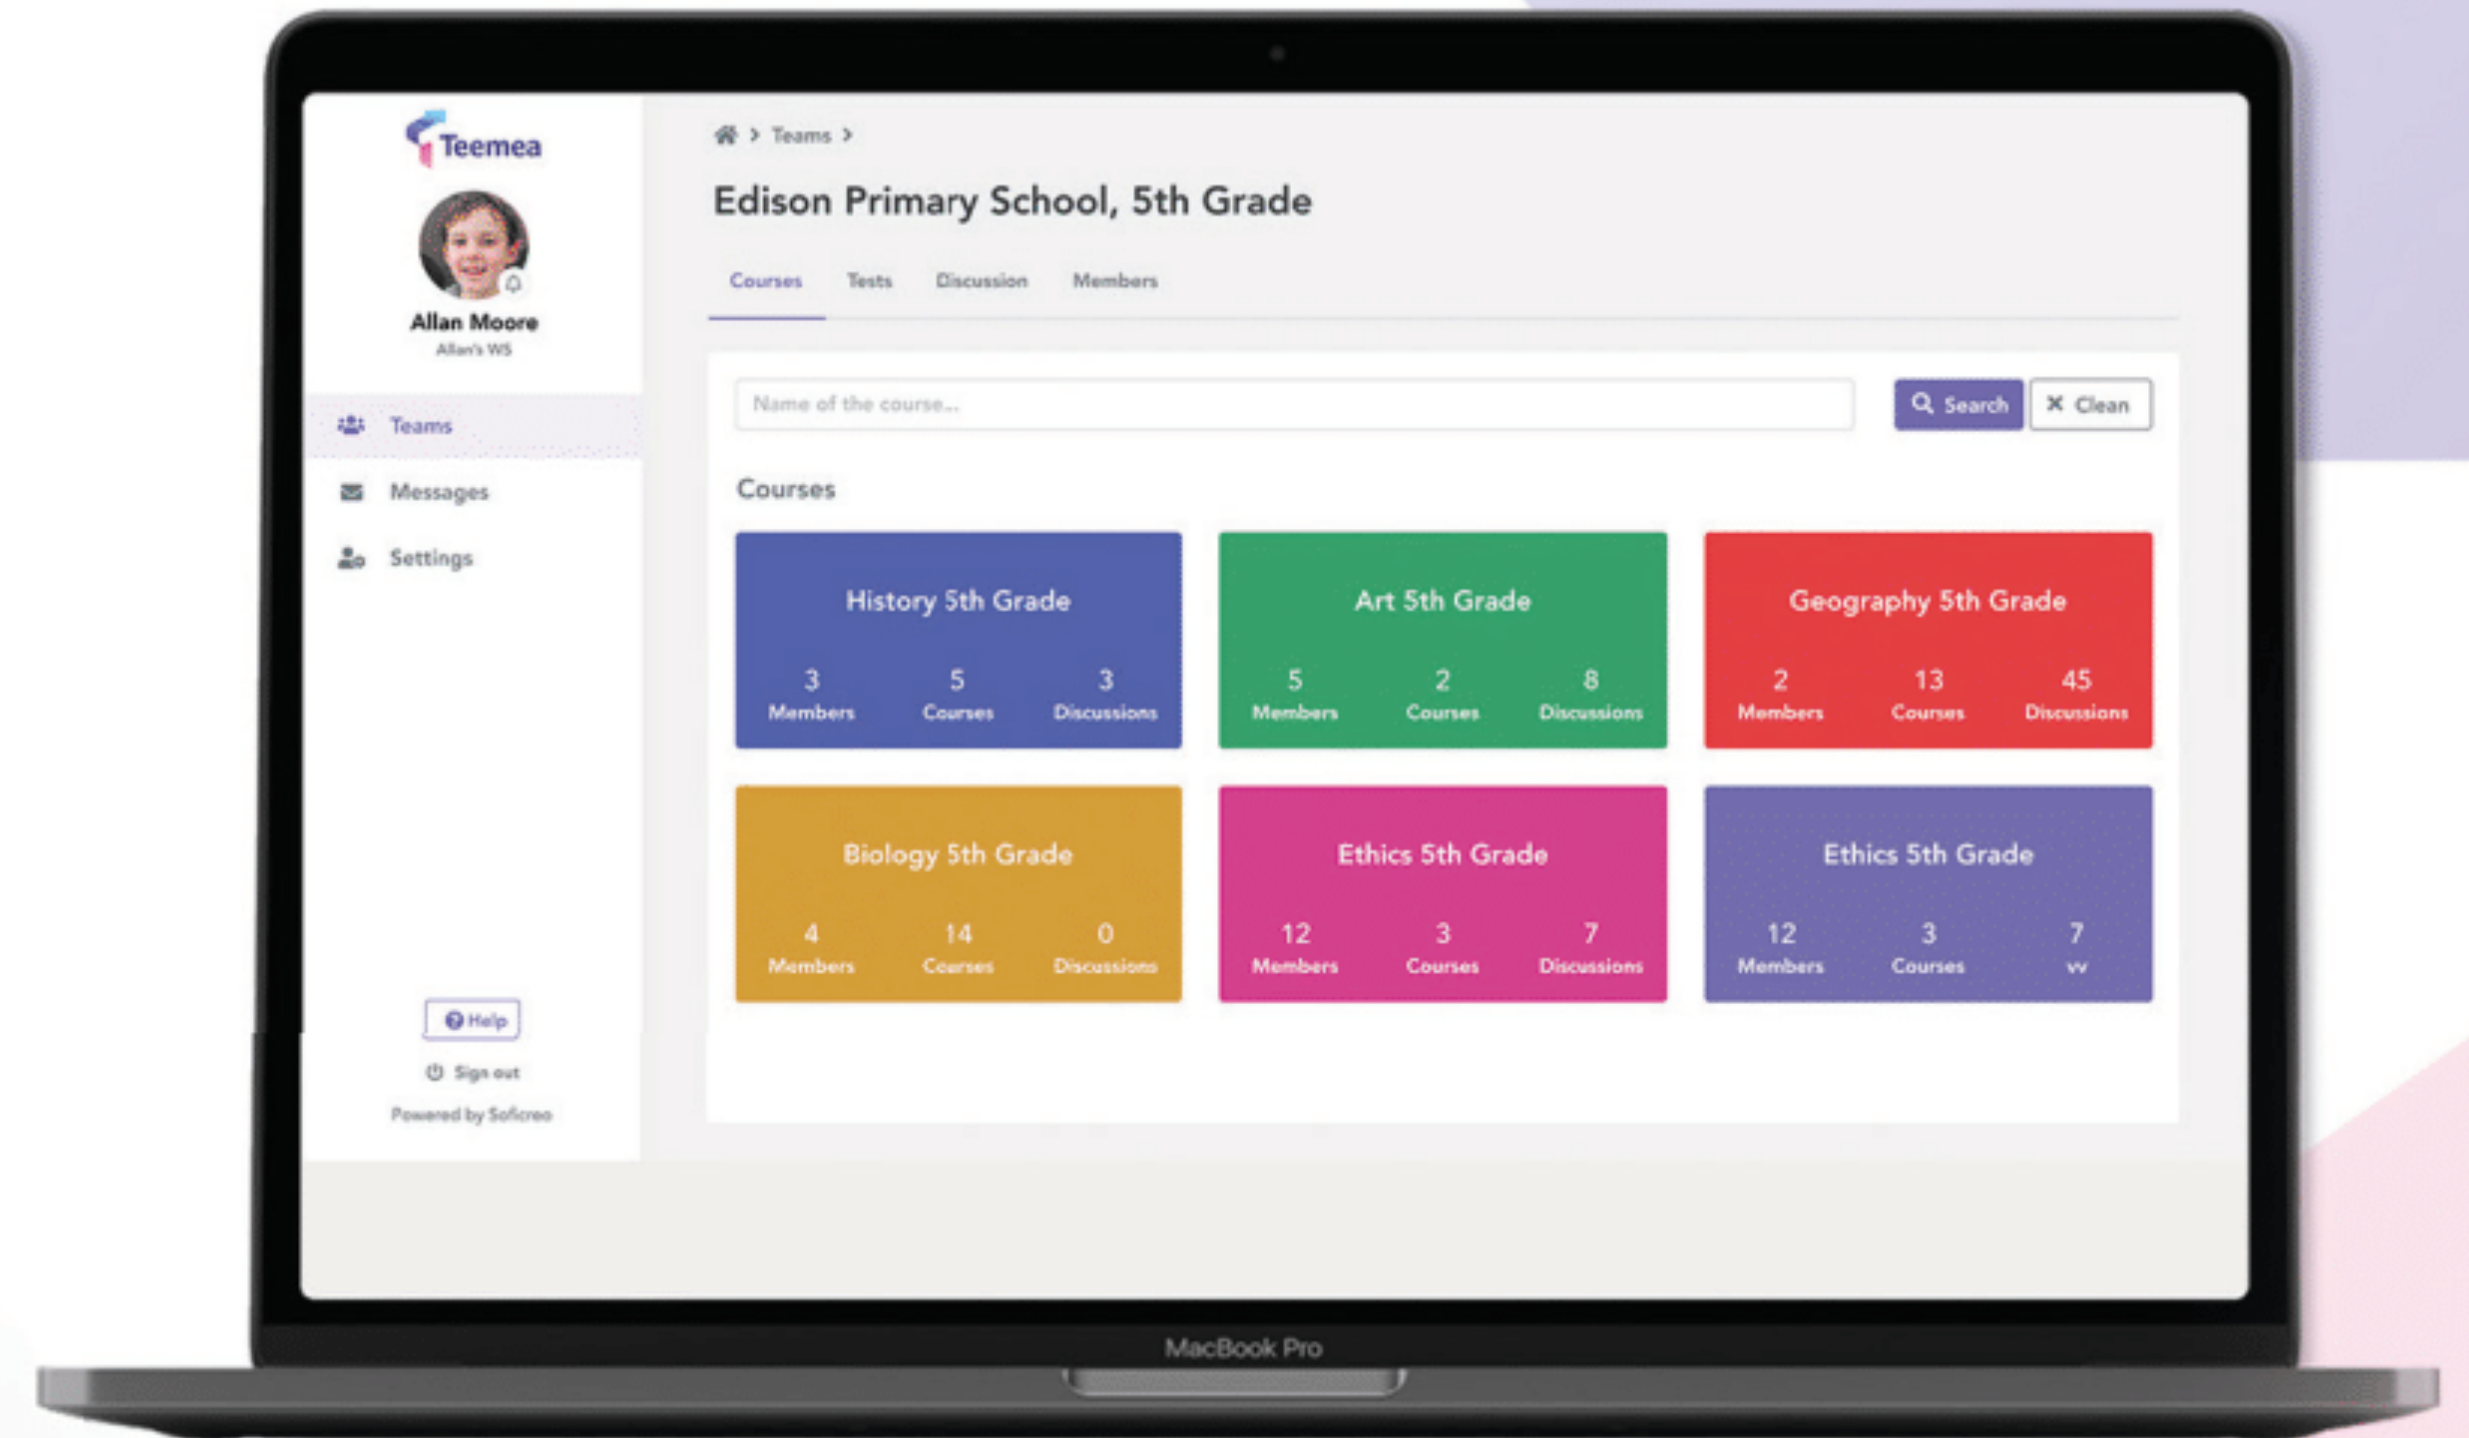 Teemea
Allan Moore
Allan's WS
Teams
Messages
Settings
Help
Sign out
Powered by Soficreo
> Teams >
Edison Primary School, 5th Grade
Courses Tests Discussion Members
Name of the course...
Search
Clean
Courses
History 5th Grade
3 5 3
Members Courses Discussions
Art 5th Grade
5 2 8
Members Courses Discussions
Geography 5th Grade
2 13 45
Members Courses Discussions
Biology 5th Grade
4 14 0
Members Courses Discussions
Ethics 5th Grade
12 3 7
Members Courses Discussions
Ethics 5th Grade
12 3 7
Members Courses vv
MacBook Pro